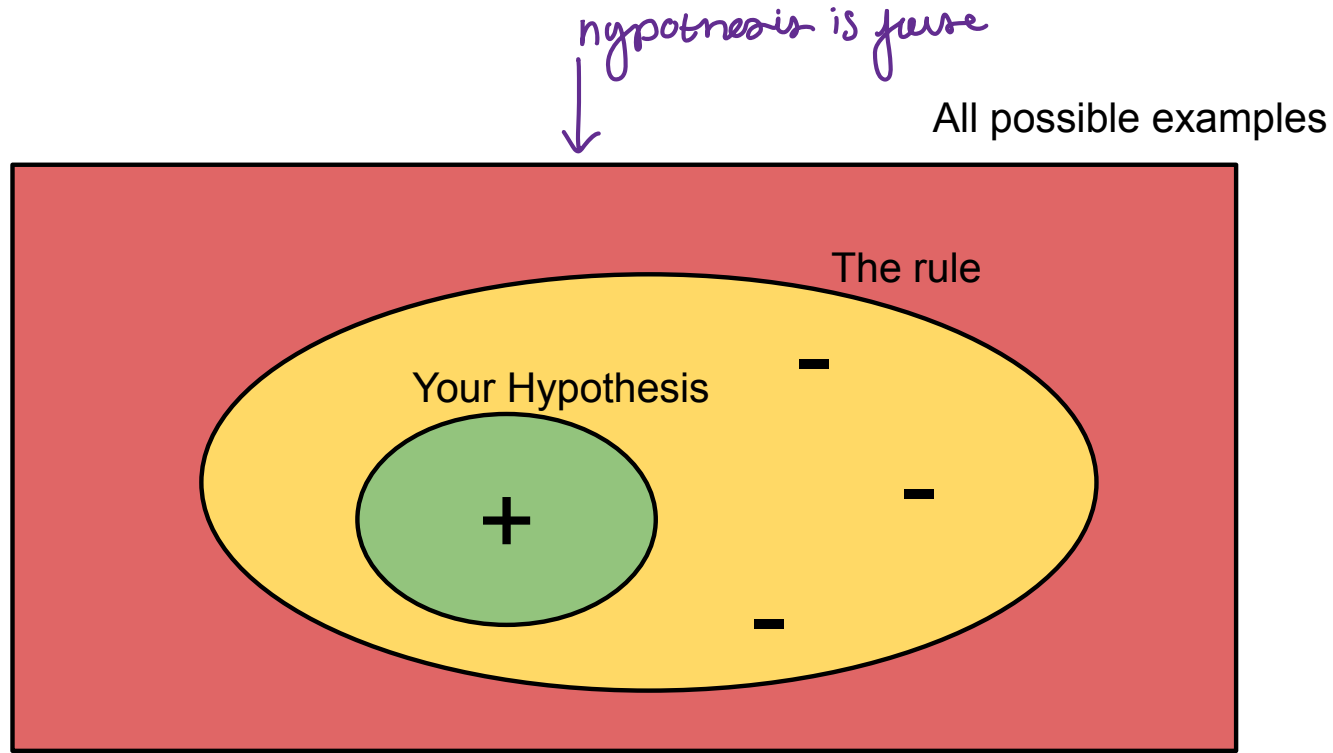 hypothesis is false
All possible examples
The rule
Your Hypothesis
-
+
-
-